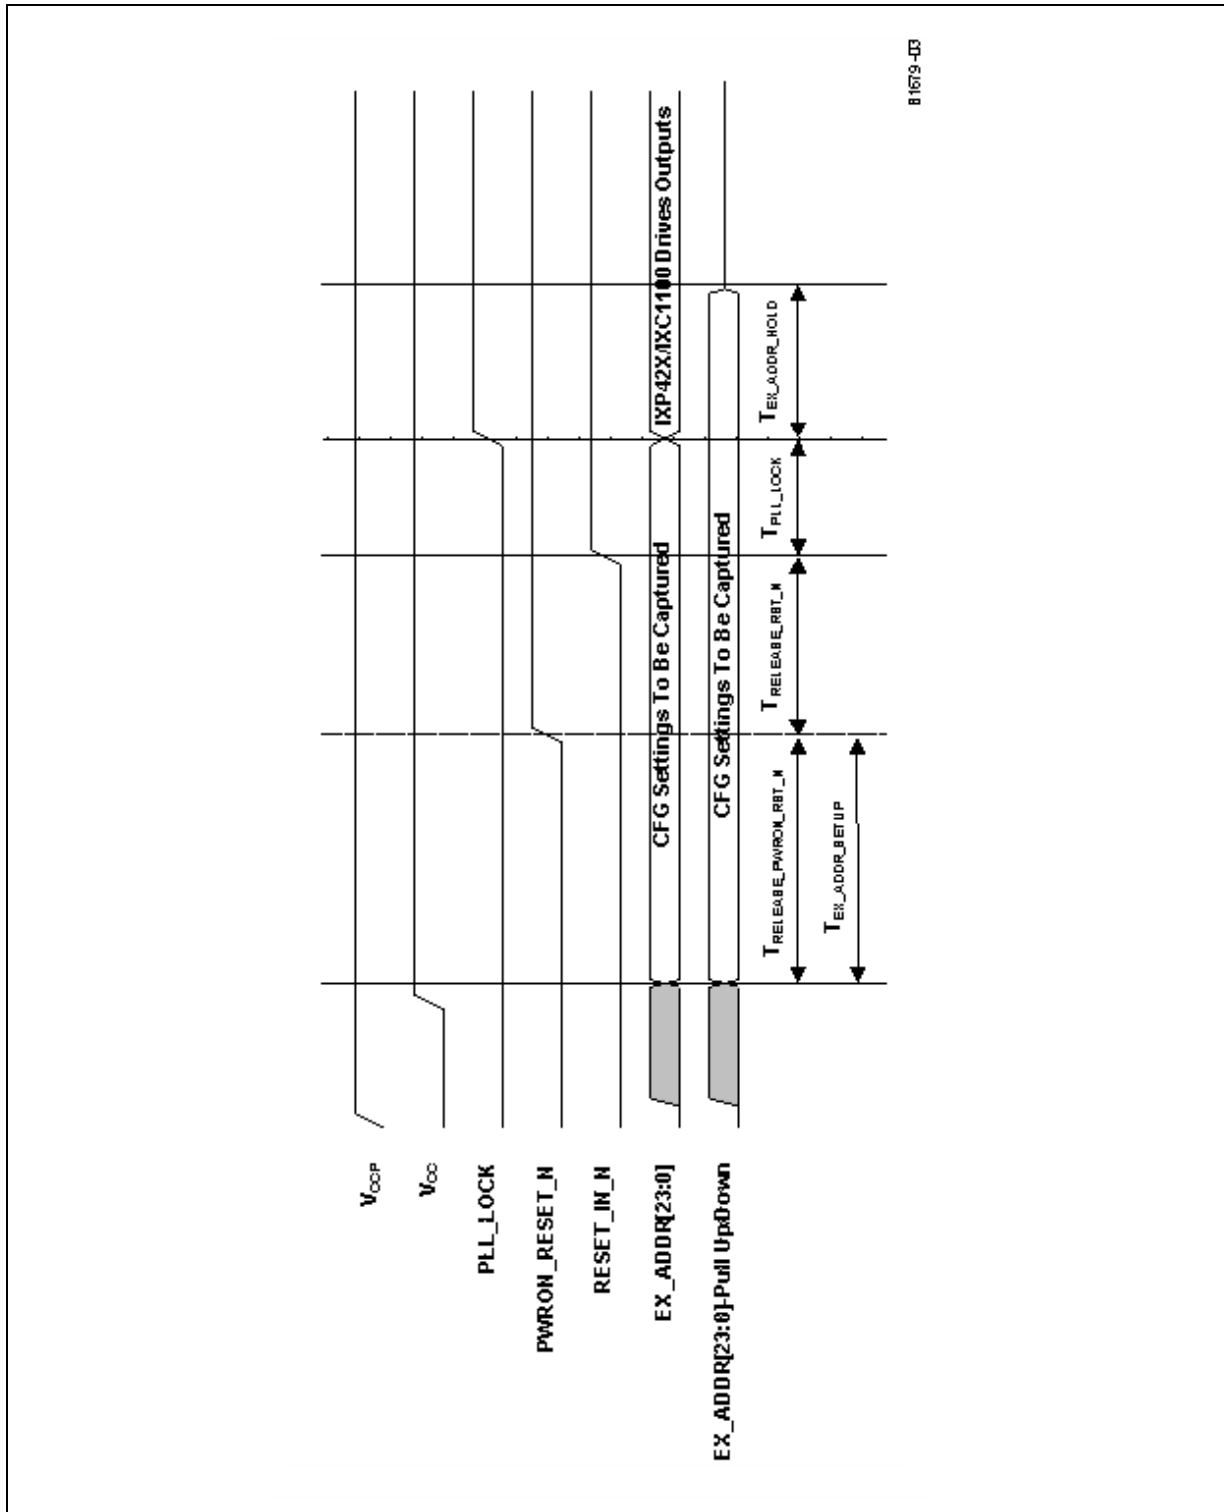 V_CCP
V_CC
PLL_LOCK
PWRON_RESET_N
RESET_IN_N
EX_ADDR[23:0]
EX_ADDR[23:0]-Pull Up/Down
CFG Settings To Be Captured
IXP42X/IXC1100 Drives Outputs
CFG Settings To Be Captured
T_RELEASE_PWRON_RST_N
T_RELEASE_RST_N
T_PLL_LOCK
T_EX_ADDR_HOLD
T_EX_ADDR_SETUP
B1679-03